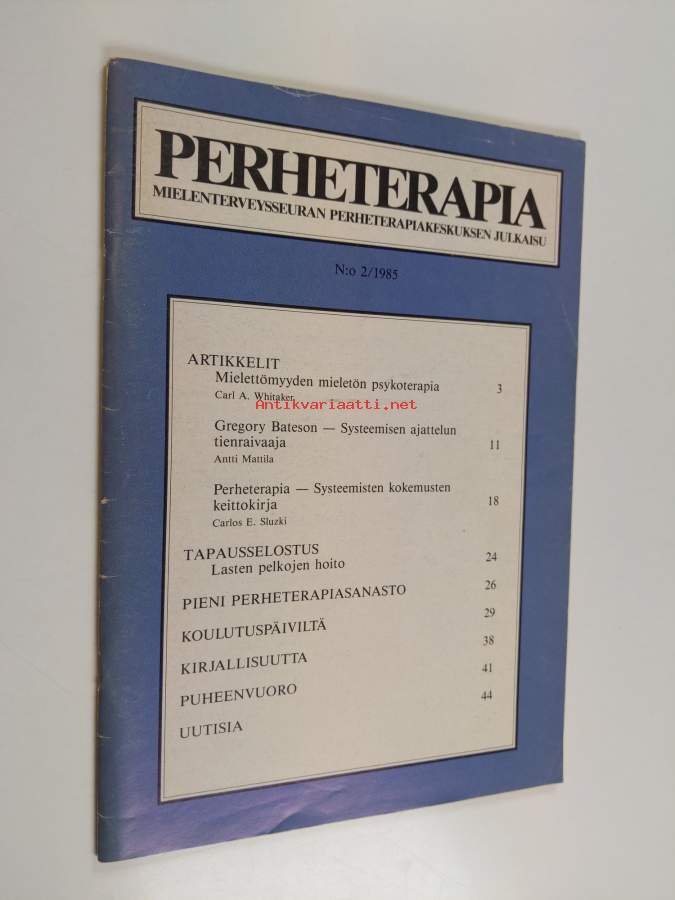 PERHETERAPIA
MIELENTERVEYSSEURAN PERHETERAPIAKESKUKSEN JULKAISU
N:o 2/1985
ARTIKKELIT
Mielettömyyden mieletön psykoterapia 3
Carl A. Whitaker
Antikvariaatti.net
Gregory Bateson — Systeemisen ajattelun
tienraivaaja 11
Antti Mattila
Perheterapia — Systeemisten kokemusten
keittokirja 18
Carlos E. Sluzki
TAPAUSSELOSTUS
Lasten pelkojen hoito 24
PIENI PERHETERAPIASANASTO 26
KOULUTUSPÄIVILTÄ 29
KIRJALLISUUTTA 38
PUHEENVUORO 41
UUTISIA 44